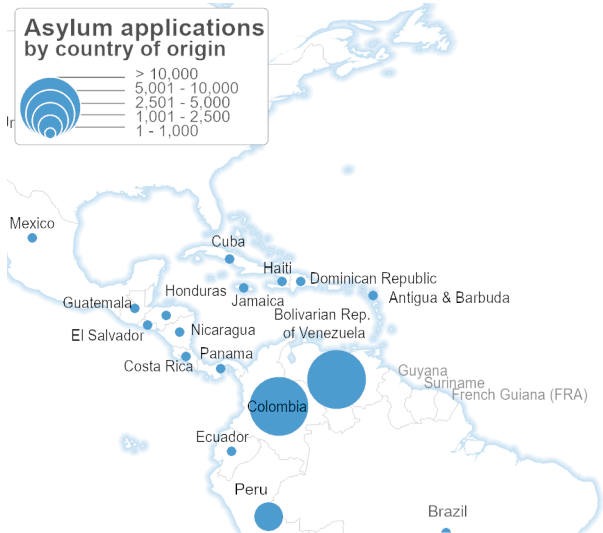 Asylum applications
by country of origin
> 10,000
5,001 - 10,000
2,501 - 5,000
1,001 - 2,500
1 - 1,000
Mexico
Cuba
Haiti
Dominican Republic
Honduras
Jamaica
Antigua & Barbuda
Guatemala
Bolivarian Rep.
of Venezuela
El Salvador
Nicaragua
Costa Rica
Panama
Guyana
Suriname
French Guiana (FRA)
Colombia
Ecuador
Peru
Brazil